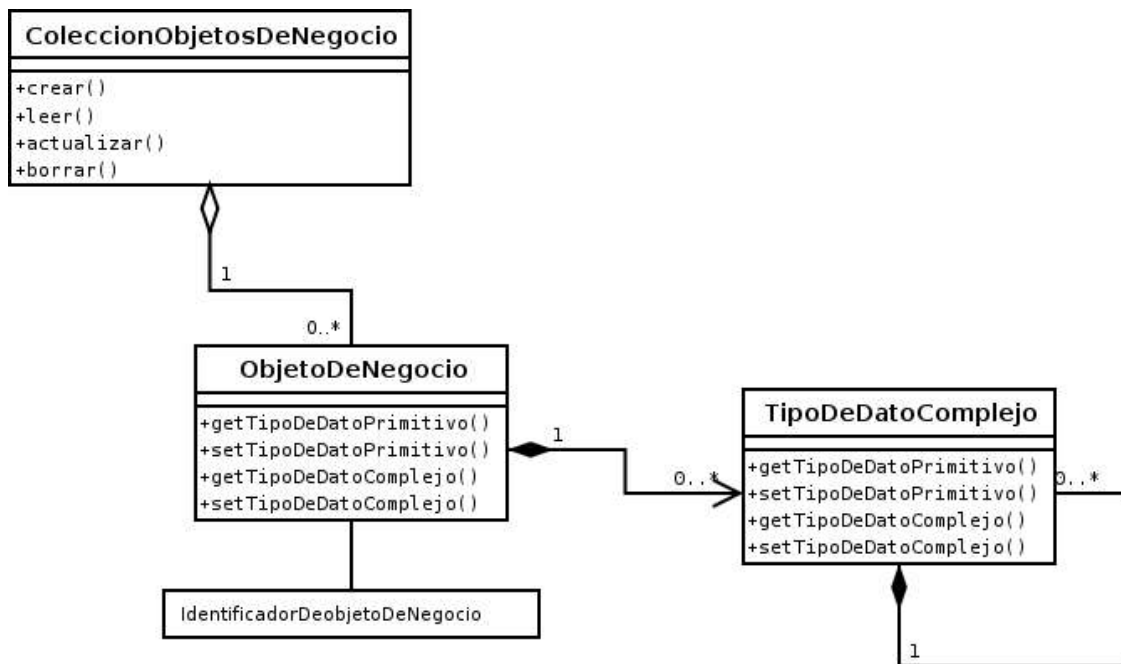 ColeccionObjetosDeNegocio
+crear()
+leer()
+actualizar()
+borrar()
1
0..*
ObjetoDeNegocio
+getTipoDeDatoPrimitivo()
+setTipoDeDatoPrimitivo()
+getTipoDeDatoComplejo()
+setTipoDeDatoComplejo()
1
0..*
TipoDeDatoComplejo
+getTipoDeDatoPrimitivo()
+setTipoDeDatoPrimitivo()
+getTipoDeDatoComplejo()
+setTipoDeDatoComplejo()
0..*
1
IdentificadorDeobjetoDeNegocio